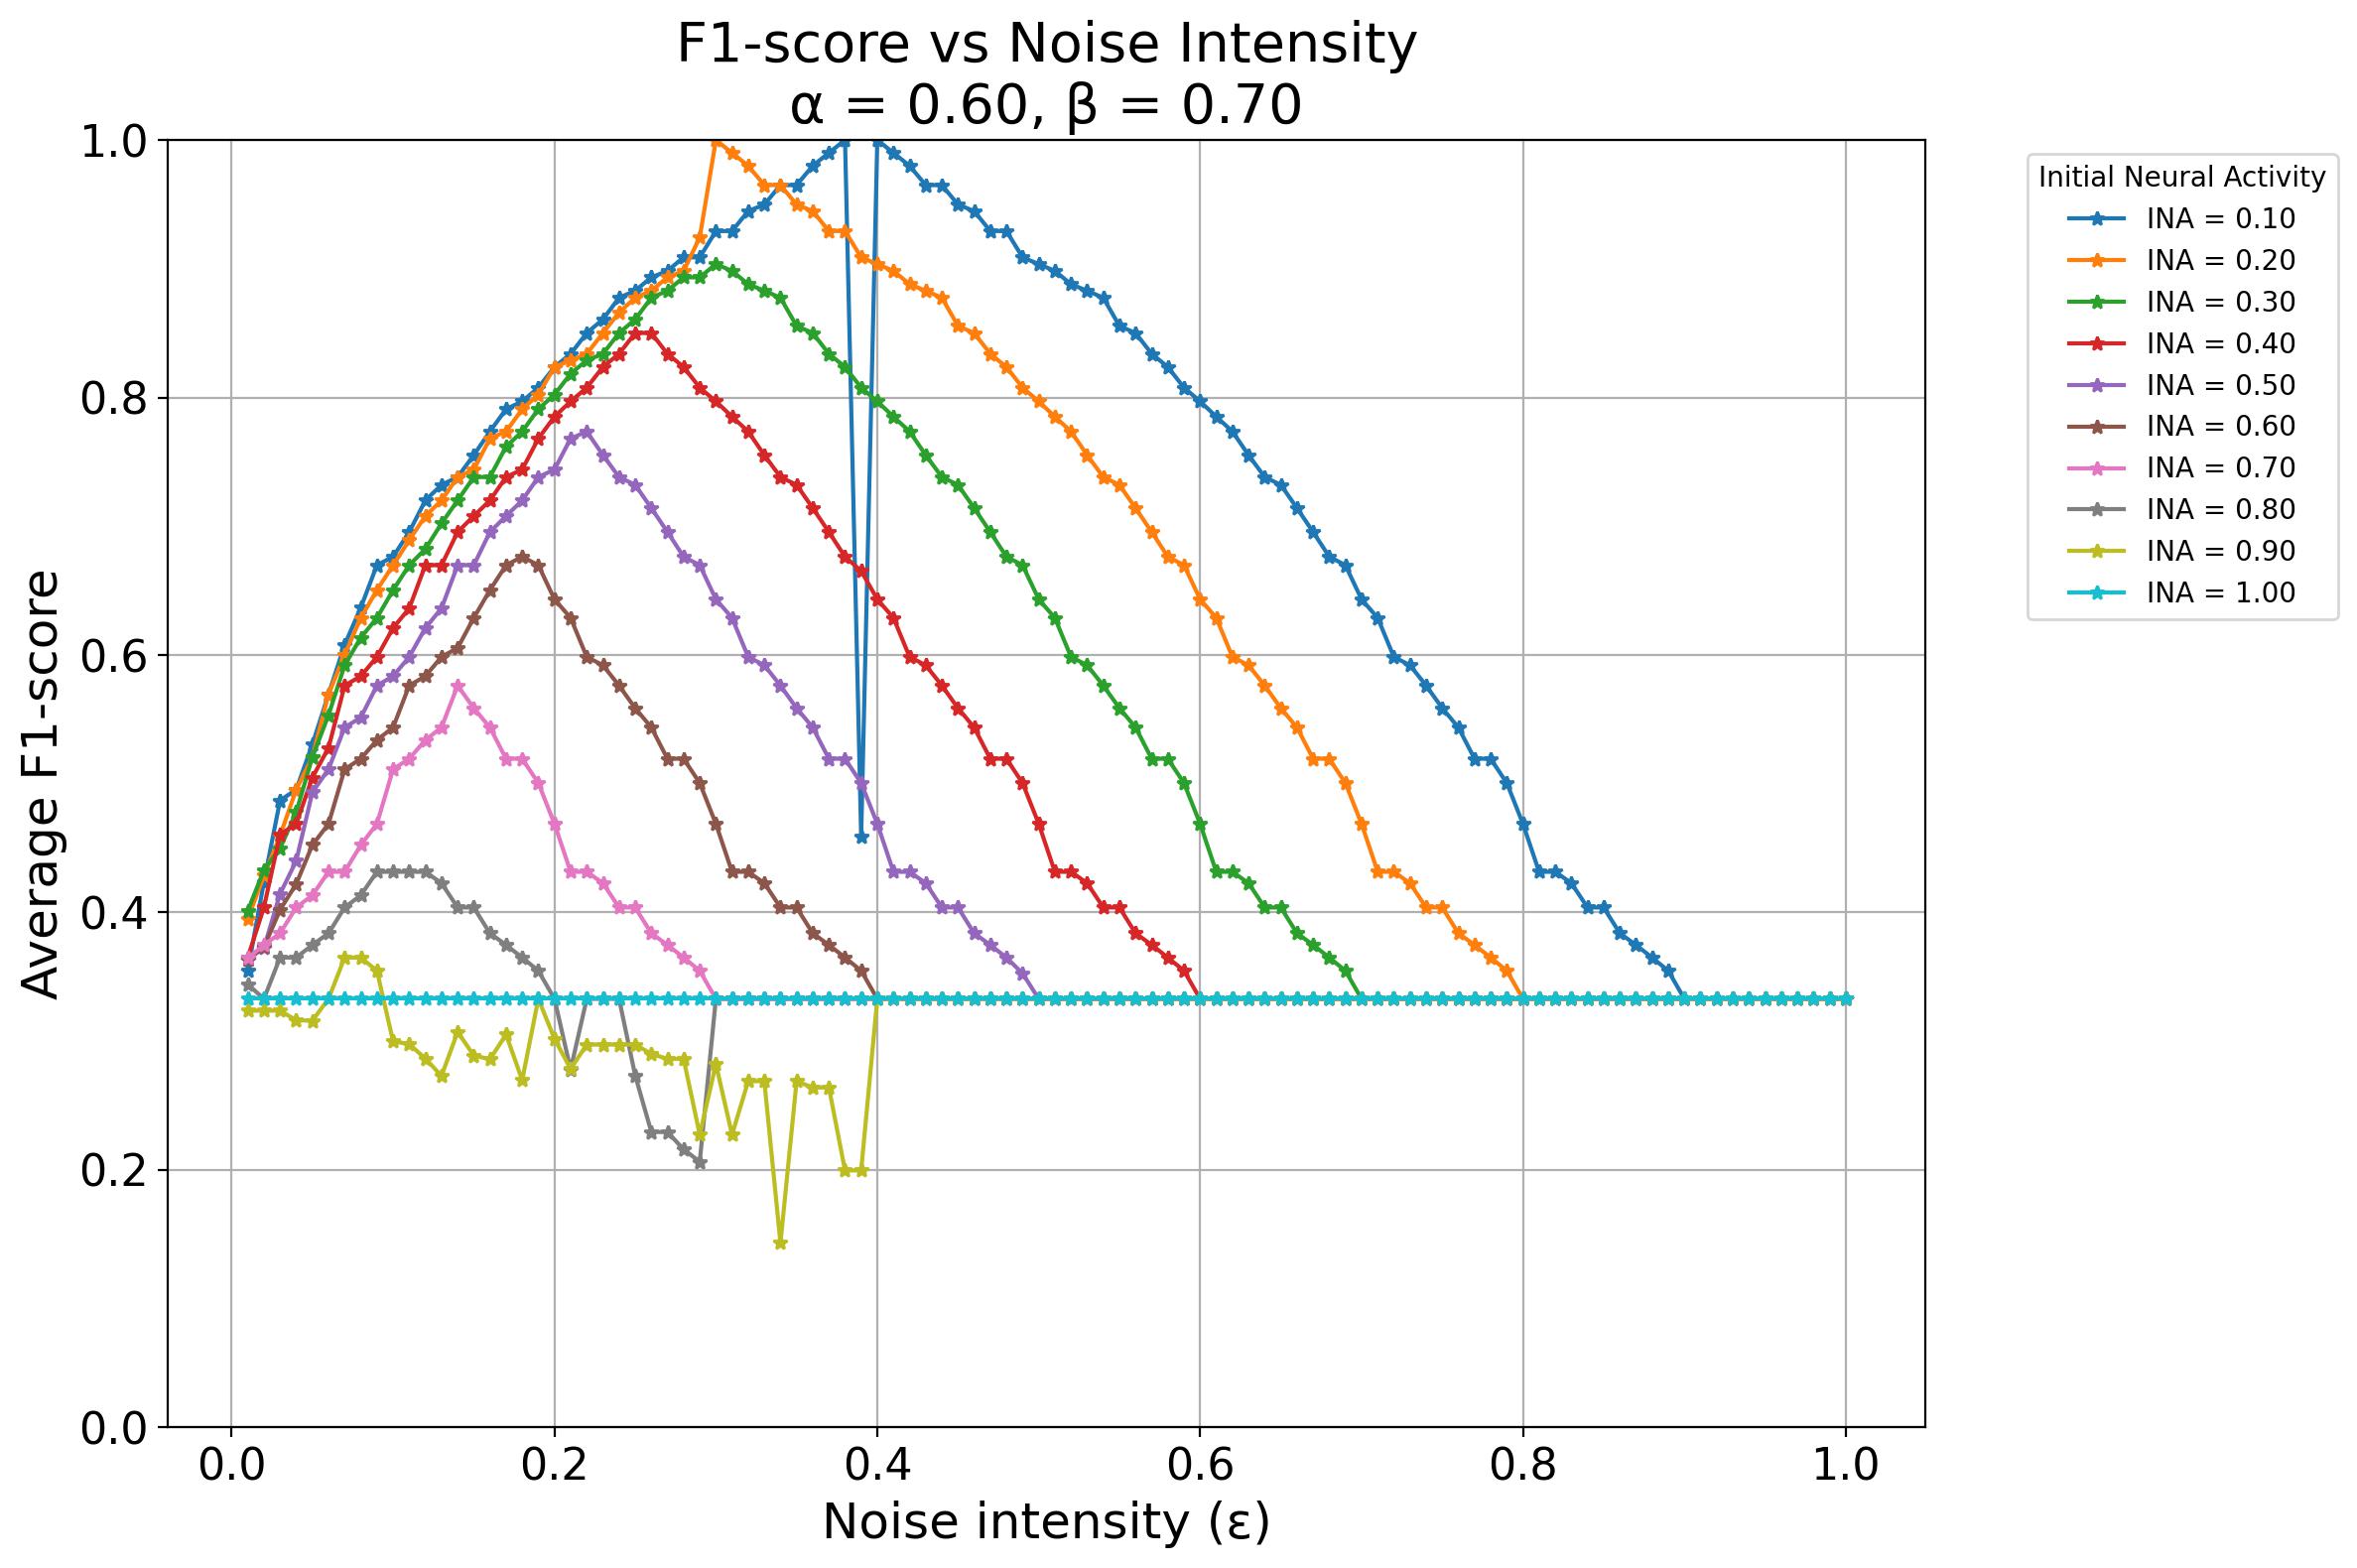 F1-score vs Noise Intensity
α = 0.60, β = 0.70
1.0
0.8
0.6
0.4
0.2
0.0
Average F1-score
0.0 0.2 0.4 0.6 0.8 1.0
Noise intensity (ε)
Initial Neural Activity
INA = 0.10
INA = 0.20
INA = 0.30
INA = 0.40
INA = 0.50
INA = 0.60
INA = 0.70
INA = 0.80
INA = 0.90
INA = 1.00